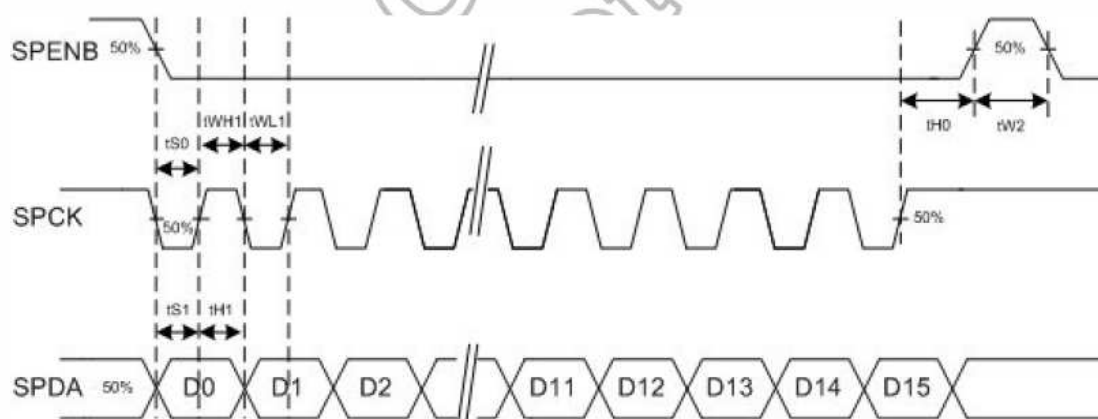 SPENB 50% 50%
tWH1 tWL1
tS0
tH0 tW2
SPCK 50% 50%
tS1 tH1
SPDA 50% D0 D1 D2 D11 D12 D13 D14 D15